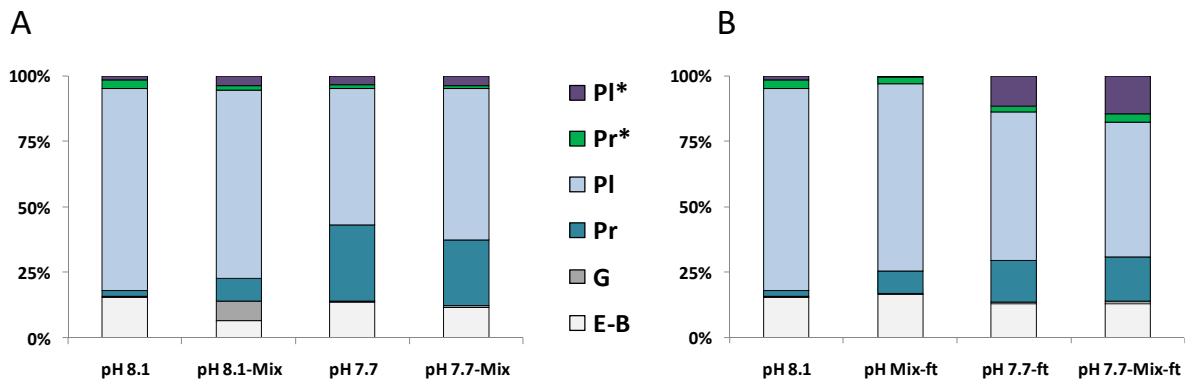 A
100%
75%
50%
25%
0%
pH 8.1 pH 8.1-Mix pH 7.7 pH 7.7-Mix
Pl*
Pr*
Pl
Pr
G
E-B
B
100%
75%
50%
25%
0%
pH 8.1 pH Mix-ft pH 7.7-ft pH 7.7-Mix-ft